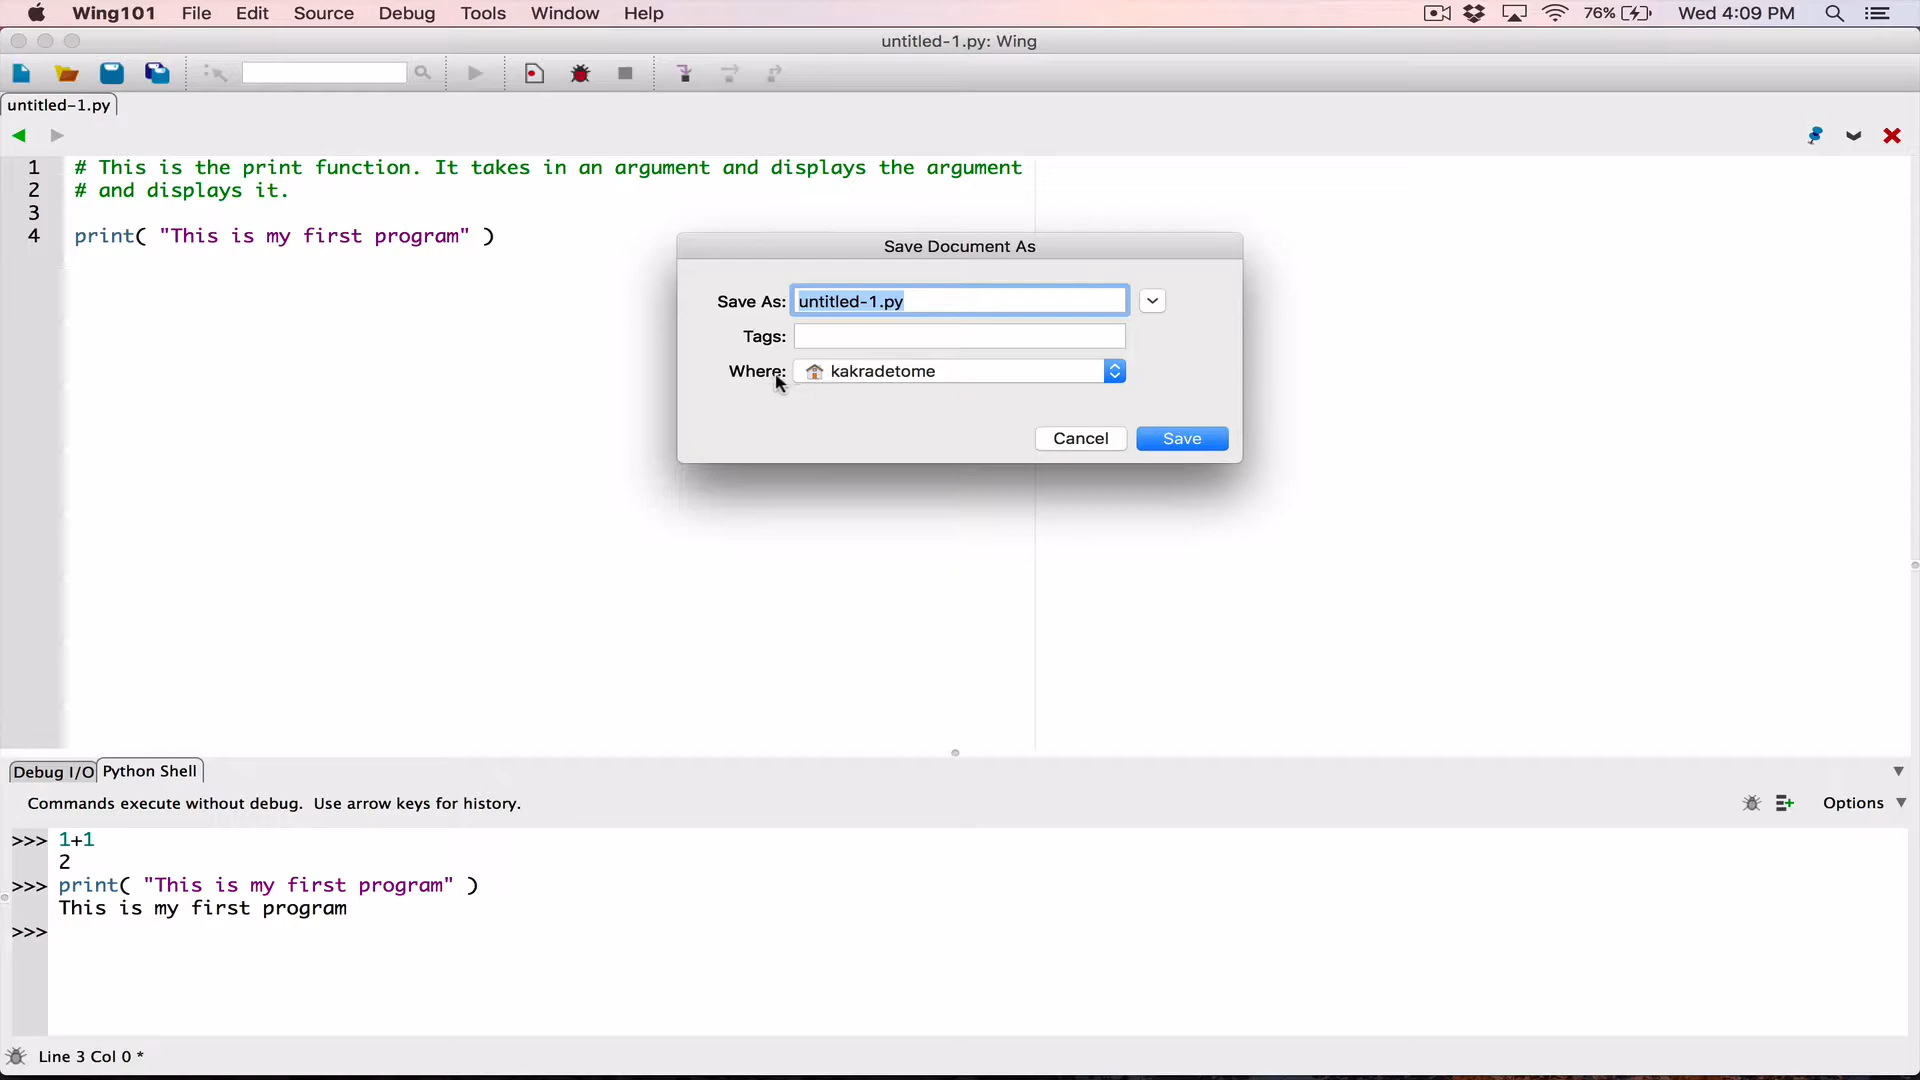 Wing101 File Edit Source Debug Tools Window Help 76% Wed 4:09 PM
untitled-1.py: Wing
untitled-1.py
1 # This is the print function. It takes in an argument and displays the argument
2 # and displays it.
3
4 print( "This is my first program" )
Save Document As
Save As: untitled-1.py
Tags:
Where: kakradetome
Cancel Save
Debug I/O Python Shell
Commands execute without debug. Use arrow keys for history.
Options
>>> 1+1
2
>>> print( "This is my first program" )
This is my first program
>>>
Line 3 Col 0 *